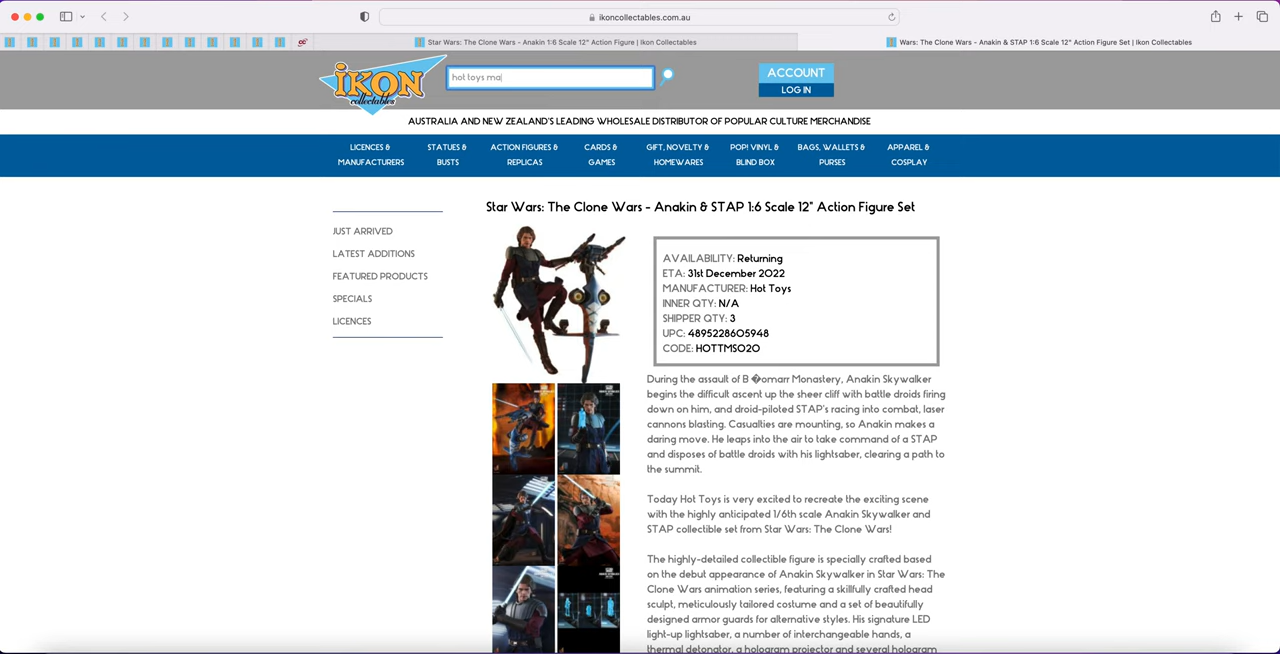 ikoncollectables.com.au
Star Wars: The Clone Wars - Anakin 1:6 Scale 12" Action Figure | Ikon Collectables
Wars: The Clone Wars - Anakin & STAP 1:6 Scale 12" Action Figure Set | Ikon Collectables
IKON
collectables
hot toys ma
ACCOUNT
LOG IN
AUSTRALIA AND NEW ZEALAND'S LEADING WHOLESALE DISTRIBUTOR OF POPULAR CULTURE MERCHANDISE
LICENCES &
MANUFACTURERS
STATUES &
BUSTS
ACTION FIGURES &
REPLICAS
CARDS &
GAMES
GIFT, NOVELTY &
HOMEWARES
POP! VINYL &
BLIND BOX
BAGS, WALLETS &
PURSES
APPAREL &
COSPLAY
JUST ARRIVED
LATEST ADDITIONS
FEATURED PRODUCTS
SPECIALS
LICENCES
Star Wars: The Clone Wars - Anakin & STAP 1:6 Scale 12" Action Figure Set
AVAILABILITY: Returning
ETA: 31st December 2022
MANUFACTURER: Hot Toys
INNER QTY: N/A
SHIPPER QTY: 3
UPC: 4895228605948
CODE: HOTTMS020
During the assault of B �omarr Monastery, Anakin Skywalker
begins the difficult ascent up the sheer cliff with battle droids firing
down on him, and droid-piloted STAP's racing into combat, laser
cannons blasting. Casualties are mounting, so Anakin makes a
daring move. He leaps into the air to take command of a STAP
and disposes of battle droids with his lightsaber, clearing a path to
the summit.
Today Hot Toys is very excited to recreate the exciting scene
with the highly anticipated 1/6th scale Anakin Skywalker and
STAP collectible set from Star Wars: The Clone Wars!
The highly-detailed collectible figure is specially crafted based
on the debut appearance of Anakin Skywalker in Star Wars: The
Clone Wars animation series, featuring a skillfully crafted head
sculpt, meticulously tailored costume and a set of beautifully
designed armor guards for alternative styles. His signature LED
light-up lightsaber, a number of interchangeable hands, a
thermal detonator, a hologram projector and several hologram